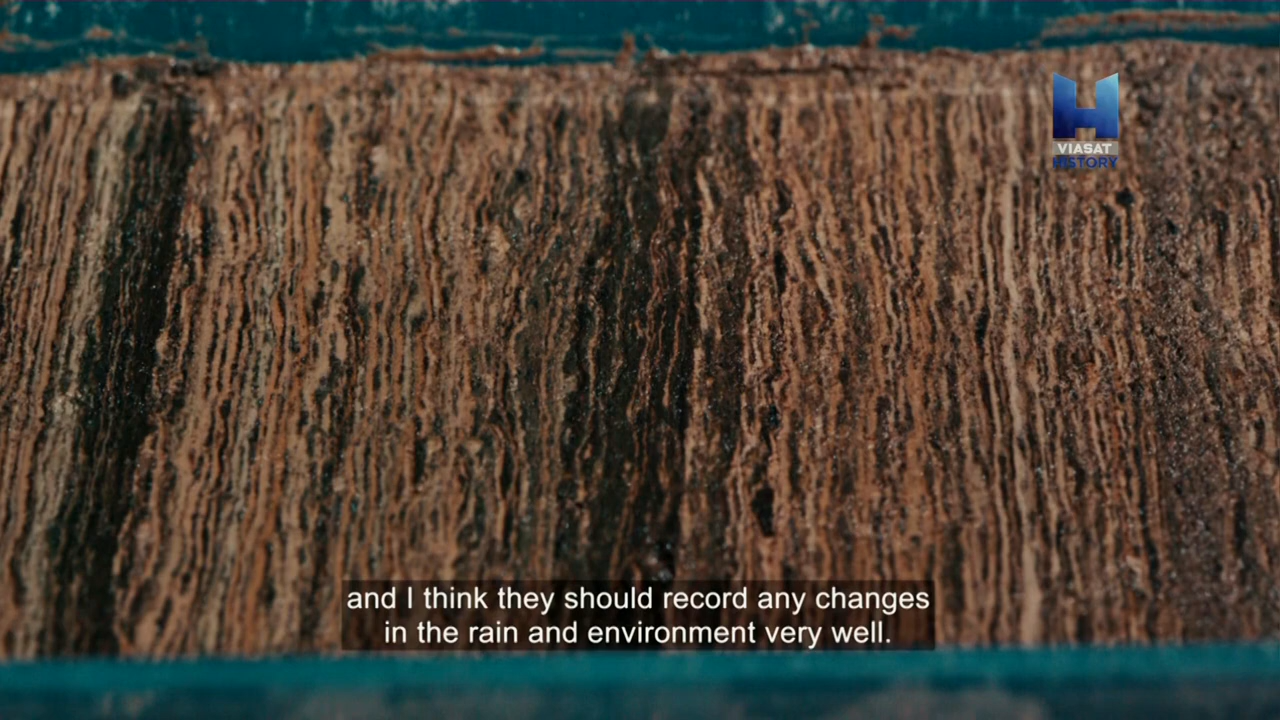 VIASAT
HISTORY
and I think they should record any changes
in the rain and environment very well.